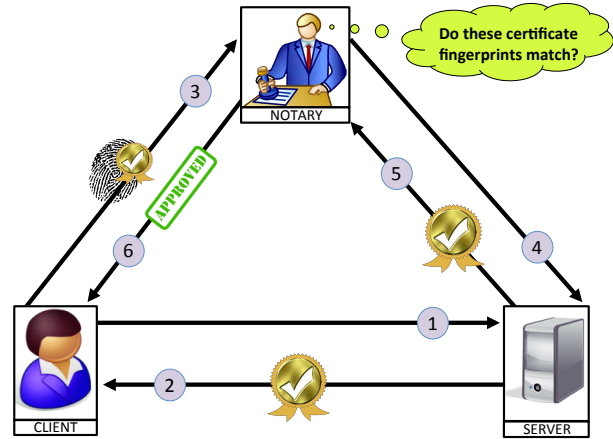 Do these certificate
fingerprints match?
3
NOTARY
5
APPROVED
6
4
1
2
CLIENT
SERVER